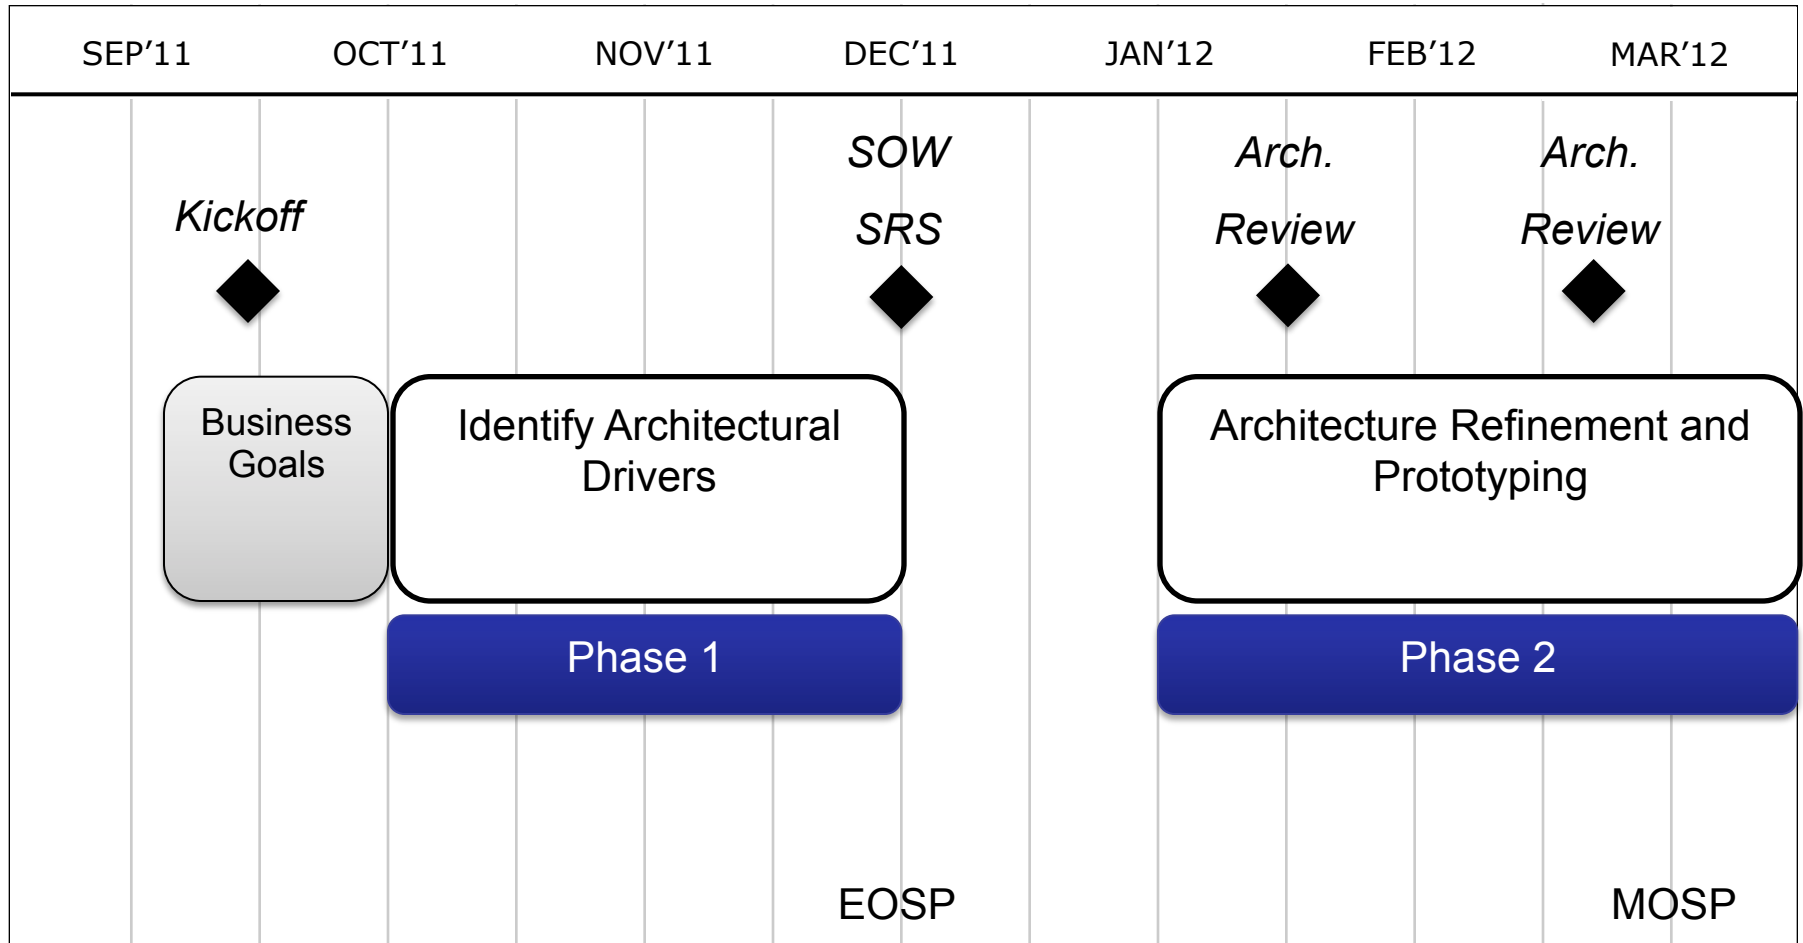 SEP’11 OCT’11 NOV’11 DEC’11 JAN’12 FEB’12 MAR’12
Kickoff
SOW
SRS
Arch.
Review
Arch.
Review
Business
Goals
Identify Architectural
Drivers
Architecture Refinement and
Prototyping
Phase 1
Phase 2
EOSP
MOSP